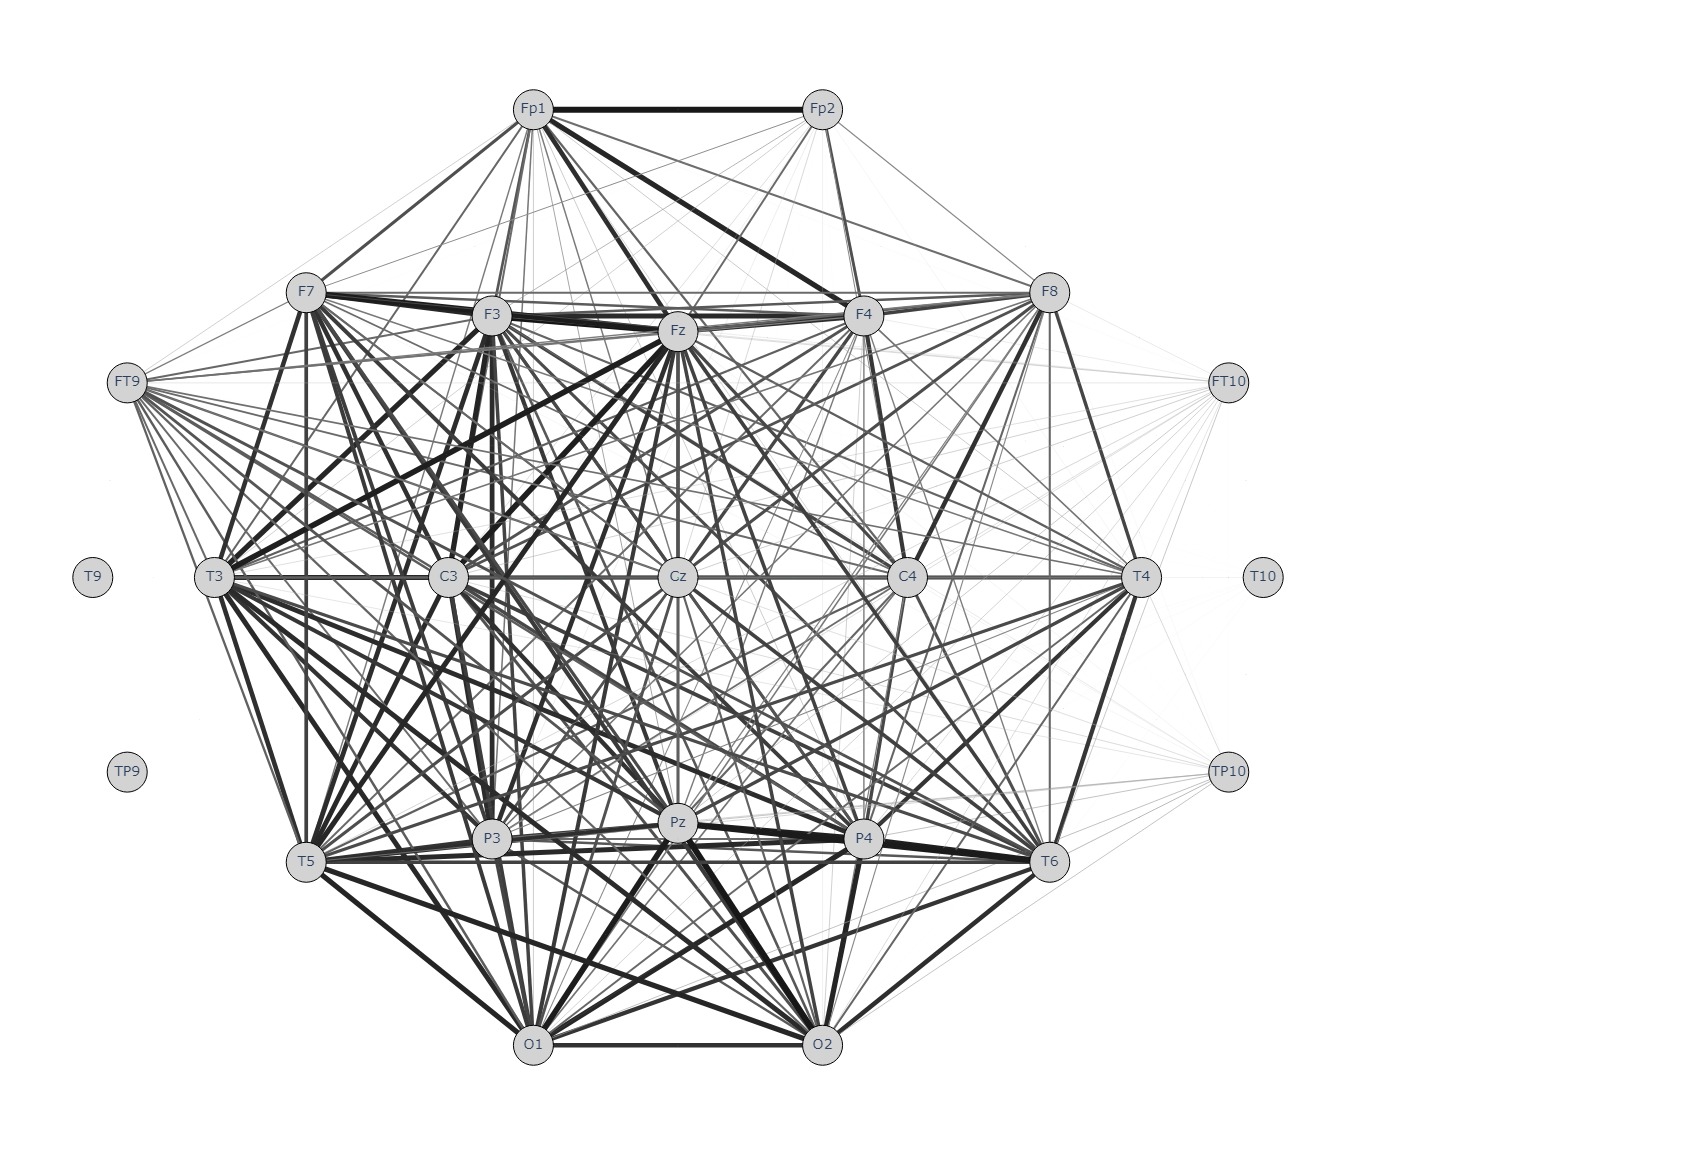 Fp1 Fp2
F7 F3 Fz F4 F8
FT9 FT10
T9 T3 C3 Cz C4 T4 T10
TP9 TP10
T5 P3 Pz P4 T6
O1 O2